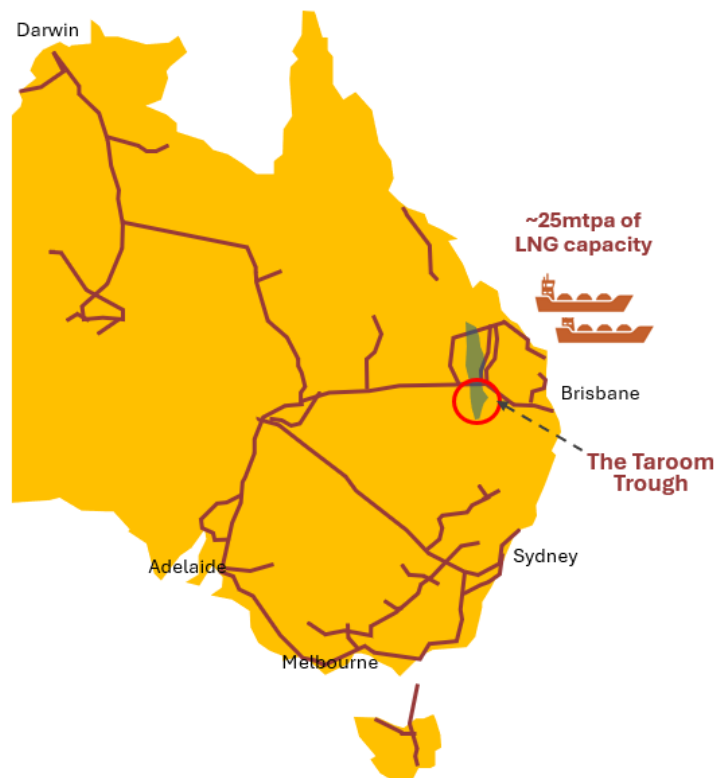 Darwin
~25mtpa of
LNG capacity
Brisbane
The Taroom
Trough
Sydney
Adelaide
Melbourne